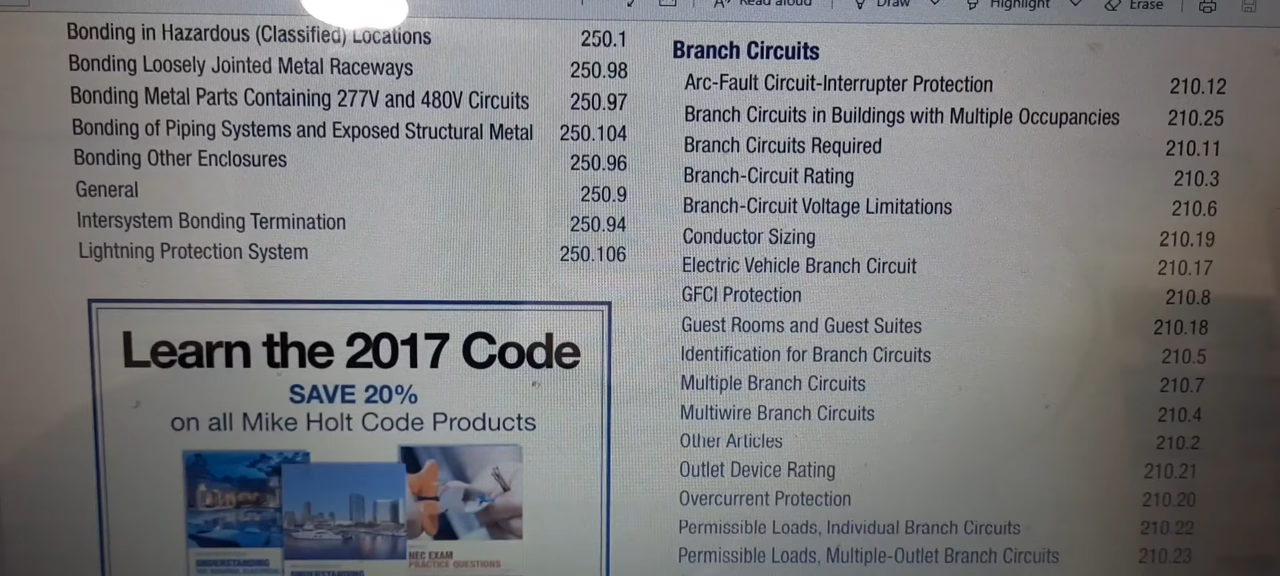 Read aloud
Draw
Highlight
Erase
Bonding in Hazardous (Classified) Locations 250.1
Bonding Loosely Jointed Metal Raceways 250.98
Bonding Metal Parts Containing 277V and 480V Circuits 250.97
Bonding of Piping Systems and Exposed Structural Metal 250.104
Bonding Other Enclosures 250.96
General 250.9
Intersystem Bonding Termination 250.94
Lightning Protection System 250.106
Learn the 2017 Code
SAVE 20%
on all Mike Holt Code Products
UNDERSTANDING
UNDERSTANDING
NEC EXAM
PRACTICE QUESTIONS
Branch Circuits
Arc-Fault Circuit-Interrupter Protection 210.12
Branch Circuits in Buildings with Multiple Occupancies 210.25
Branch Circuits Required 210.11
Branch-Circuit Rating 210.3
Branch-Circuit Voltage Limitations 210.6
Conductor Sizing 210.19
Electric Vehicle Branch Circuit 210.17
GFCI Protection 210.8
Guest Rooms and Guest Suites 210.18
Identification for Branch Circuits 210.5
Multiple Branch Circuits 210.7
Multiwire Branch Circuits 210.4
Other Articles 210.2
Outlet Device Rating 210.21
Overcurrent Protection 210.20
Permissible Loads, Individual Branch Circuits 210.22
Permissible Loads, Multiple-Outlet Branch Circuits 210.23